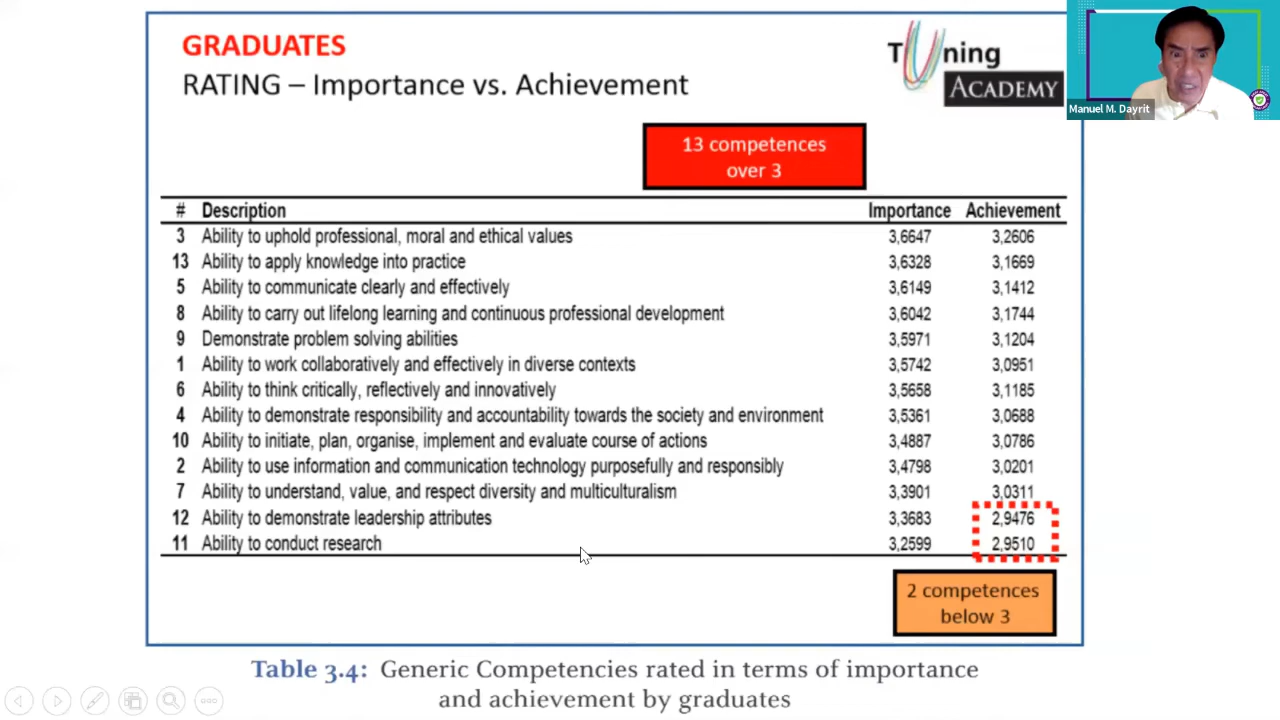 GRADUATES
RATING – Importance vs. Achievement
TUning
ACADEMY
Manuel M. Dayrit
13 competences
over 3
# Description Importance Achievement
3 Ability to uphold professional, moral and ethical values 3,6647 3,2606
13 Ability to apply knowledge into practice 3,6328 3,1669
5 Ability to communicate clearly and effectively 3,6149 3,1412
8 Ability to carry out lifelong learning and continuous professional development 3,6042 3,1744
9 Demonstrate problem solving abilities 3,5971 3,1204
1 Ability to work collaboratively and effectively in diverse contexts 3,5742 3,0951
6 Ability to think critically, reflectively and innovatively 3,5658 3,1185
4 Ability to demonstrate responsibility and accountability towards the society and environment 3,5361 3,0688
10 Ability to initiate, plan, organise, implement and evaluate course of actions 3,4887 3,0786
2 Ability to use information and communication technology purposefully and responsibly 3,4798 3,0201
7 Ability to understand, value, and respect diversity and multiculturalism 3,3901 3,0311
12 Ability to demonstrate leadership attributes 3,3683 2,9476
11 Ability to conduct research 3,2599 2,9510
2 competences
below 3
Table 3.4: Generic Competencies rated in terms of importance
and achievement by graduates